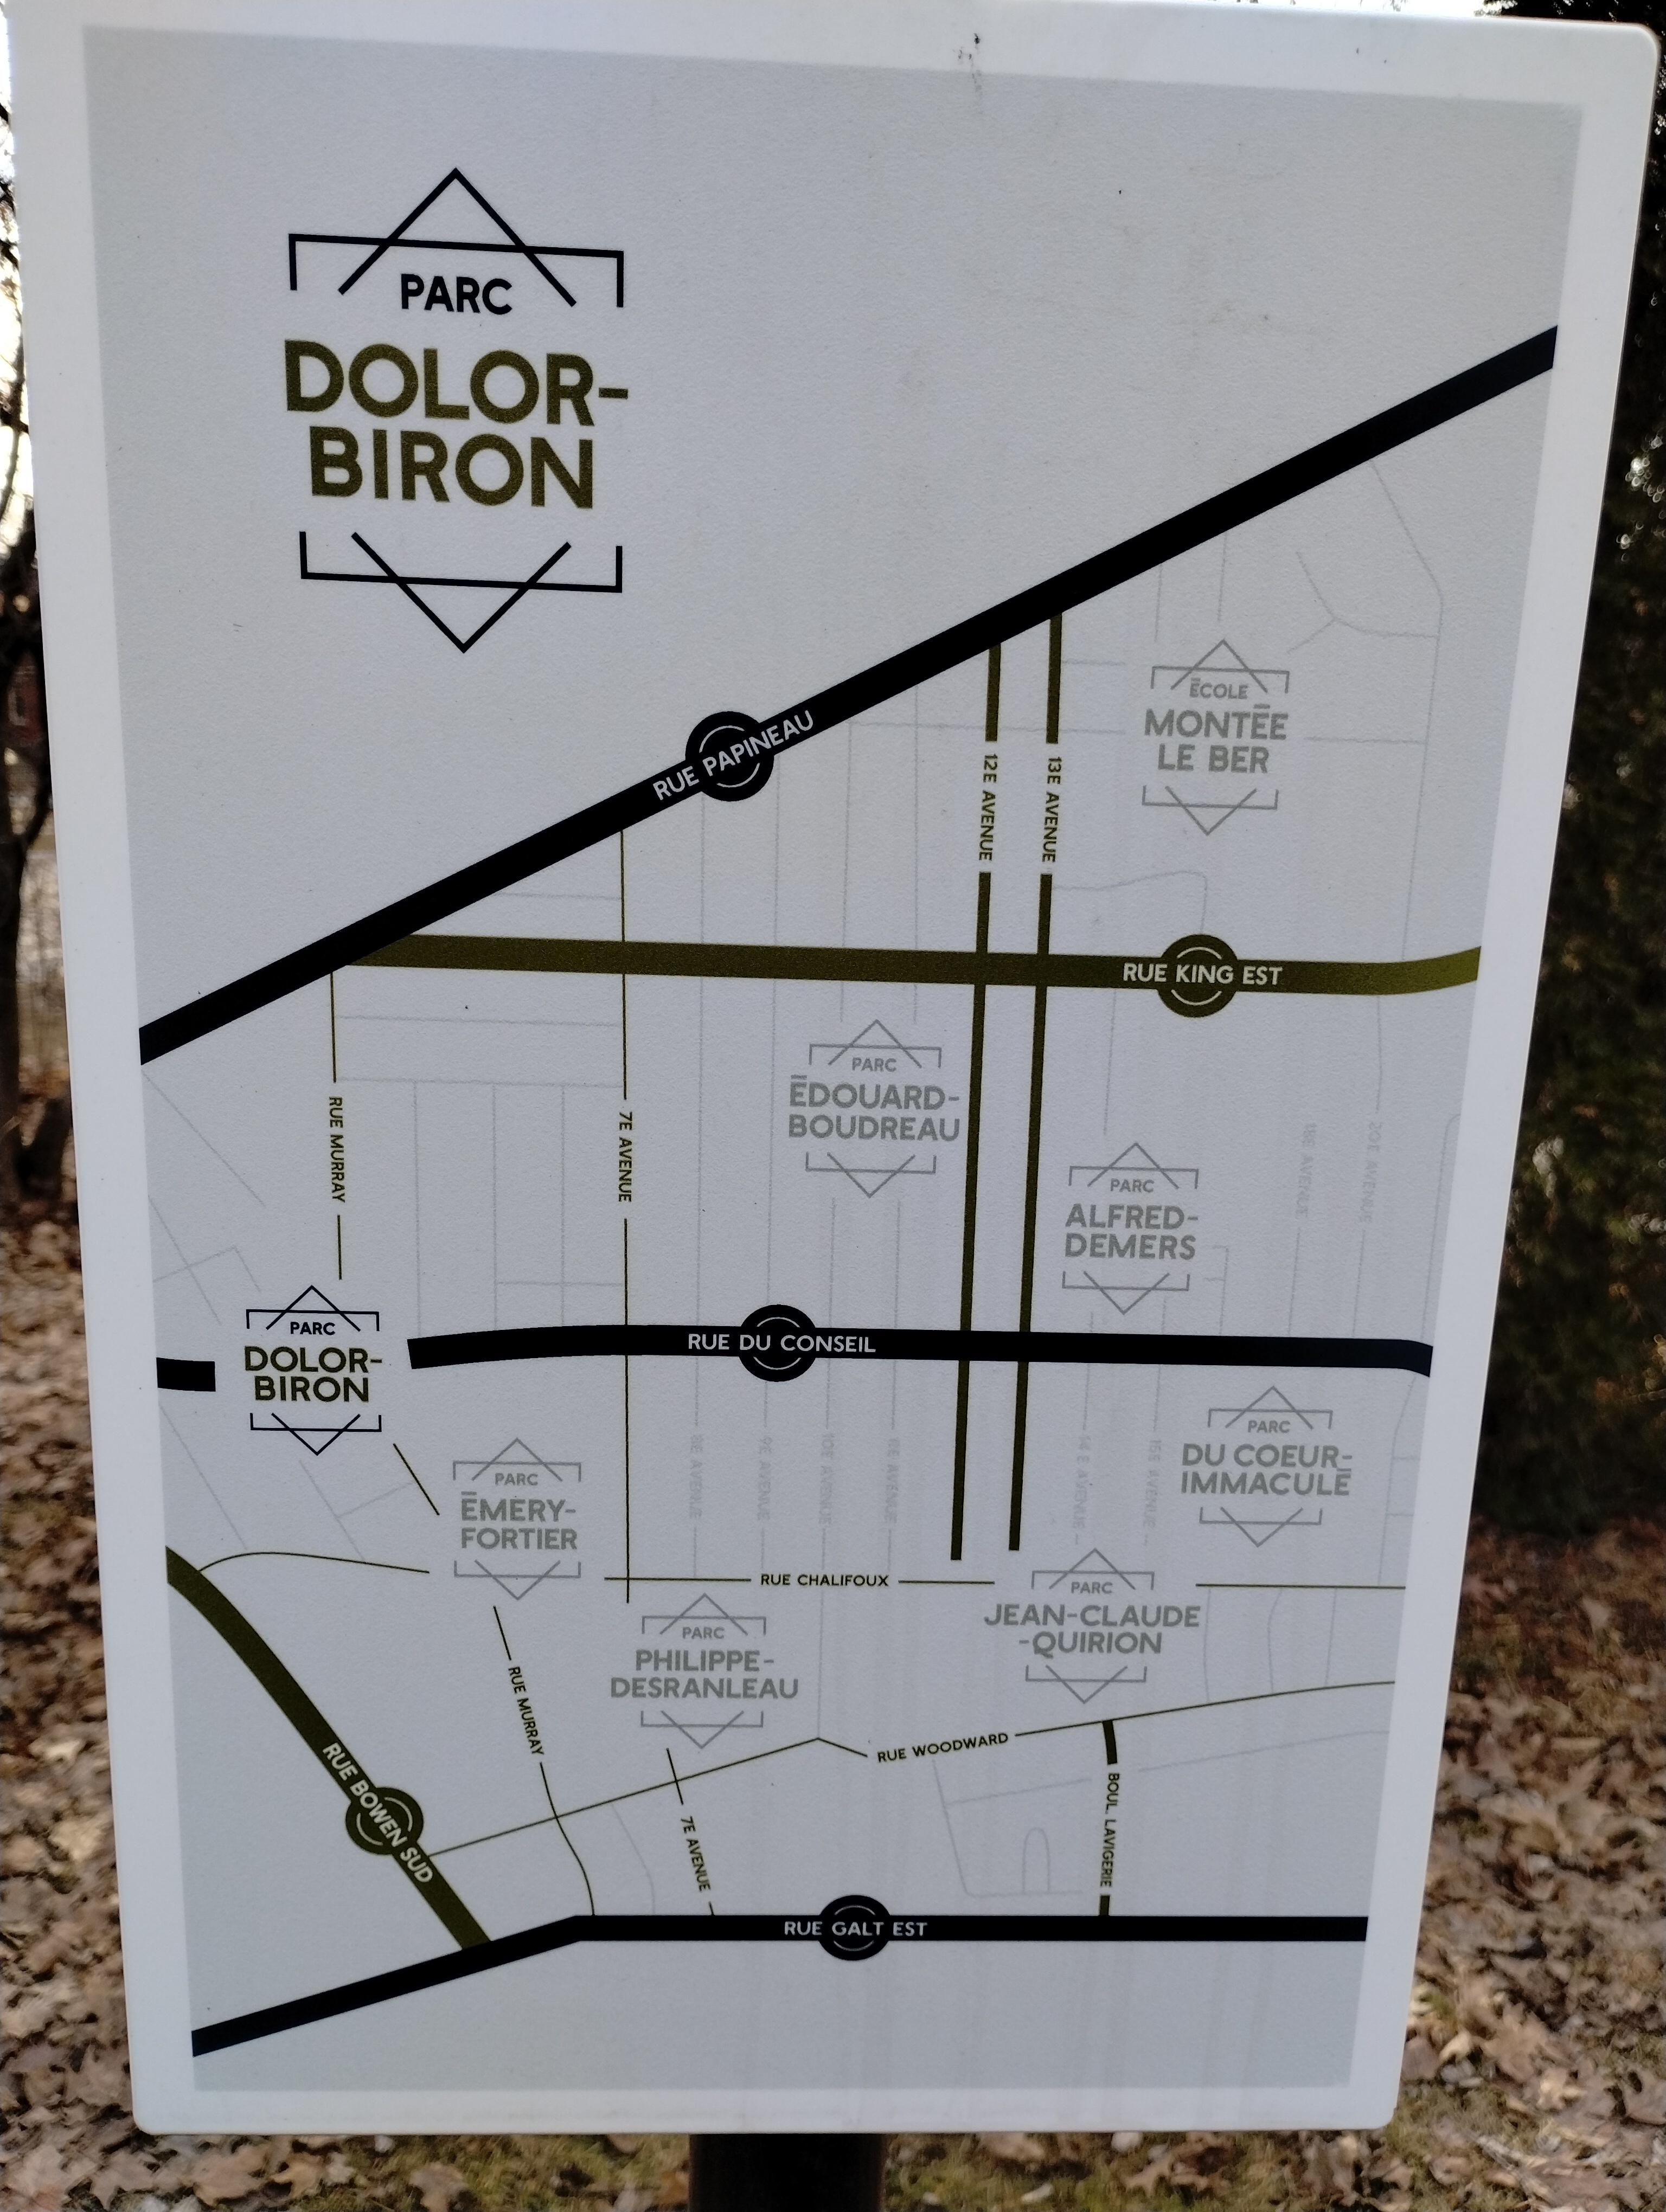 PARC
DOLOR-
BIRON
ÉCOLE
MONTÉE
LE BER
RUE PAPINEAU
12E AVENUE
13E AVENUE
RUE KING EST
PARC
ÉDOUARD-
BOUDREAU
RUE MURRAY
7E AVENUE
18E AVENUE
20E AVENUE
PARC
ALFRED-
DEMERS
PARC
DOLOR-
BIRON
RUE DU CONSEIL
PARC
DU COEUR-
IMMACULÉ
PARC
ÉMERY-
FORTIER
8E AVENUE
9E AVENUE
10E AVENUE
11E AVENUE
14E AVENUE
15E AVENUE
RUE CHALIFOUX
PARC
JEAN-CLAUDE
-QUIRION
PARC
PHILIPPE-
DESRANLEAU
RUE MURRAY
RUE WOODWARD
RUE BOWEN SUD
7E AVENUE
BOUL. LAVIGERIE
RUE GALT EST